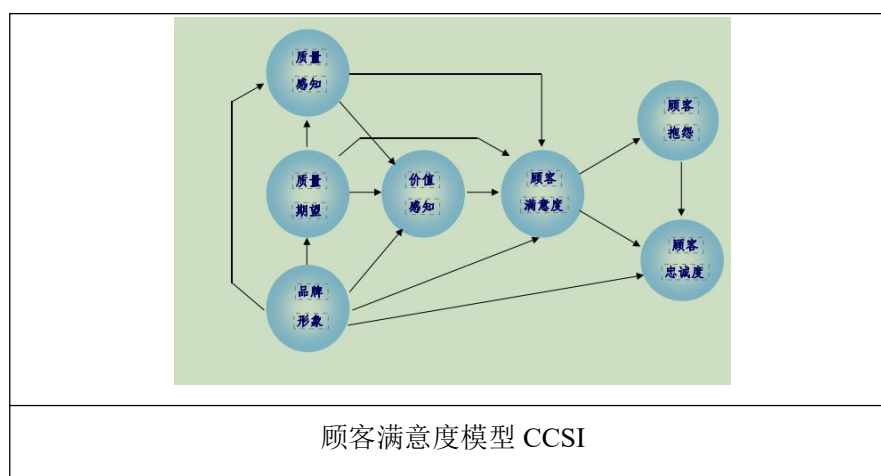 质量
感知
顾客
抱怨
质量
期望
价值
感知
顾客
满意度
顾客
忠诚度
品牌
形象
顾客满意度模型 CCSI